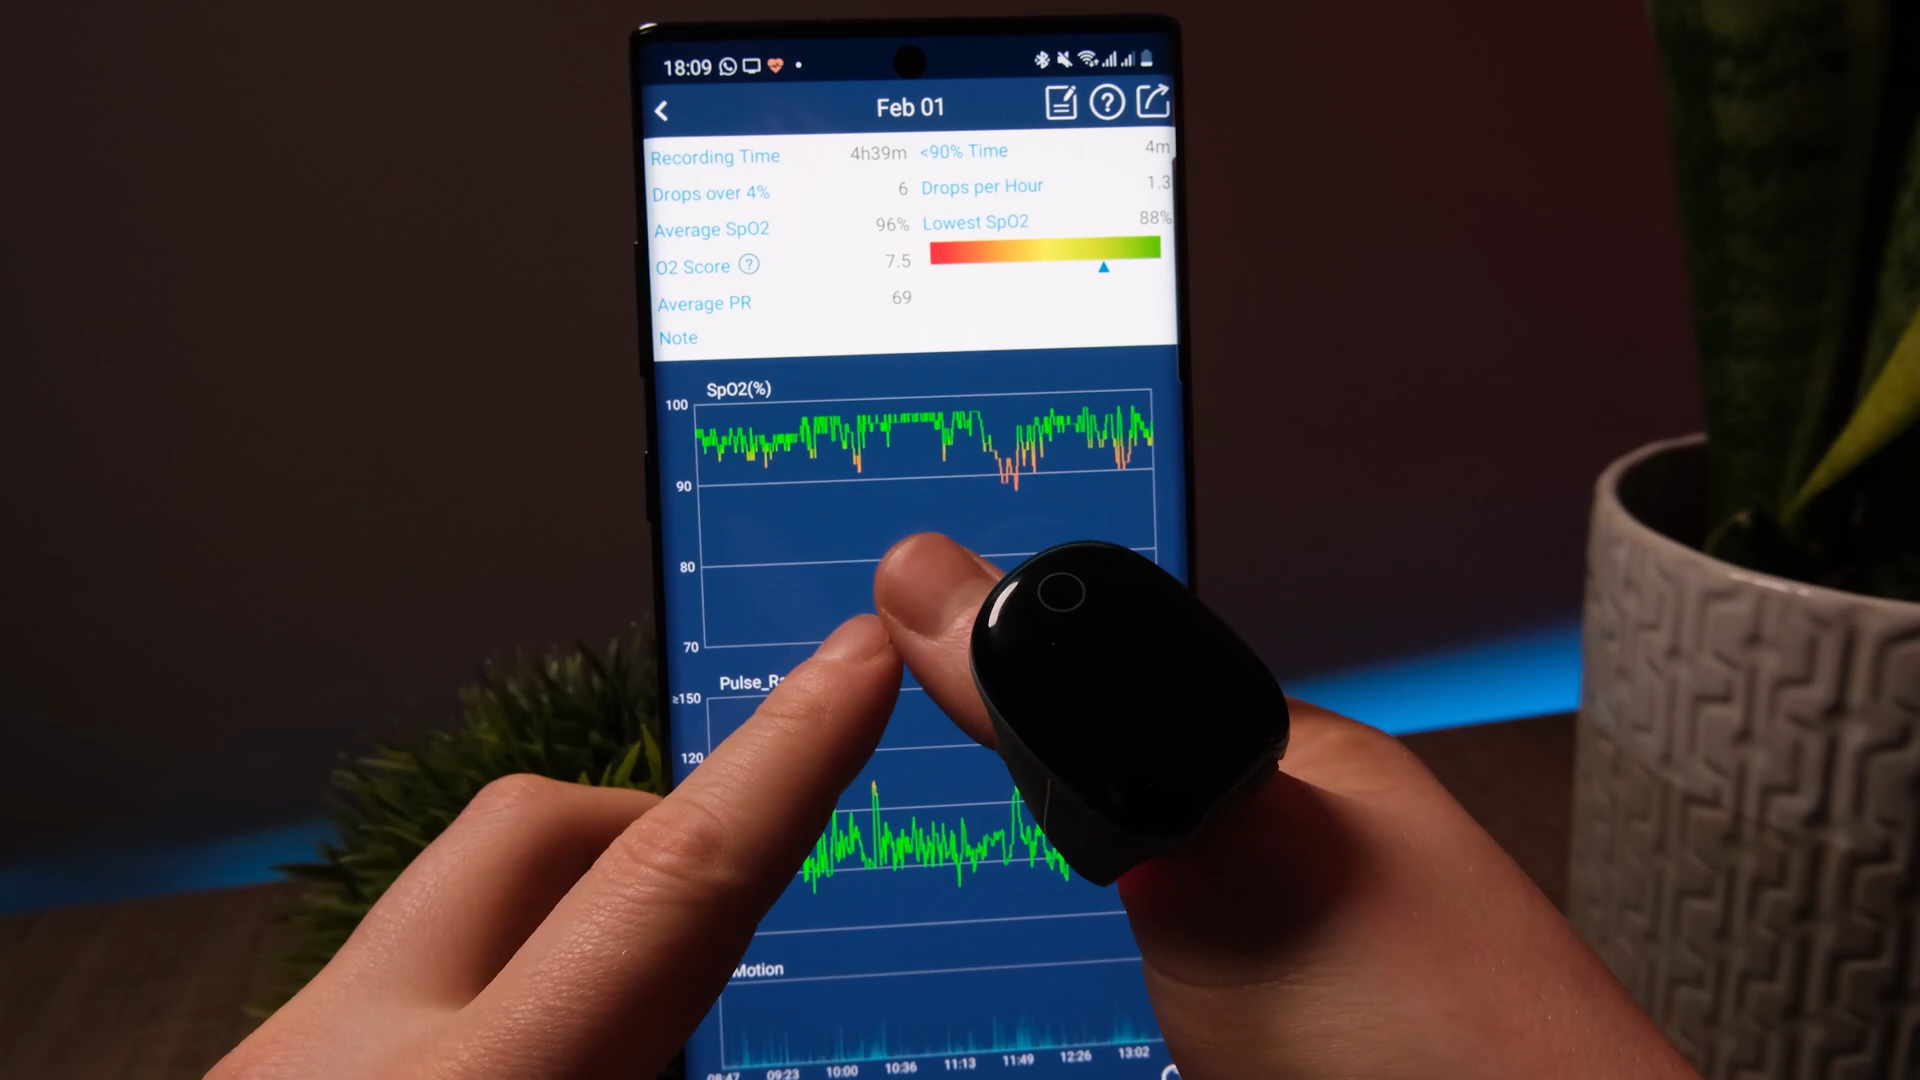 18:09
Feb 01
Recording Time 4h39m <90% Time 4m
Drops over 4% 6 Drops per Hour 1.3
Average SpO2 96% Lowest SpO2 88%
O2 Score ? 7.5
Average PR 69
Note
SpO2(%)
100
90
80
70
≥150
120
Motion
09:23 10:00 10:36 11:13 11:49 12:26 13:02